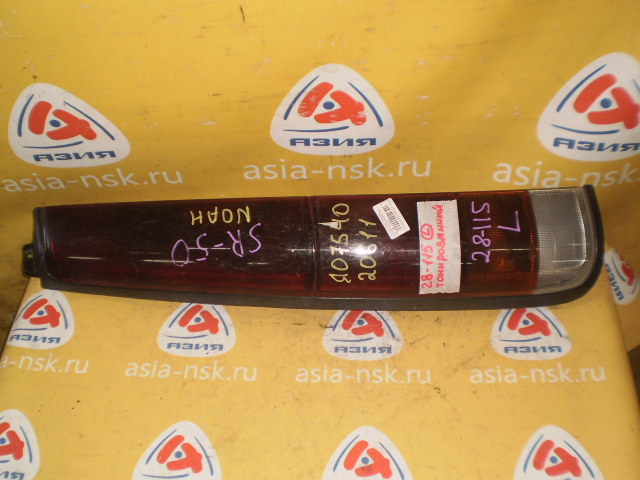 АЗИЯ
АЗИЯ
АЗИЯ
asia-nsk.ru
asia-nsk.ru
asia-nsk.ru
NOAH
SR-50
20611
28-115
тонированный
28-115
L
АЗИЯ
АЗИЯ
АЗИЯ
asia-nsk.ru
asia-nsk.ru
asia-nsk.ru